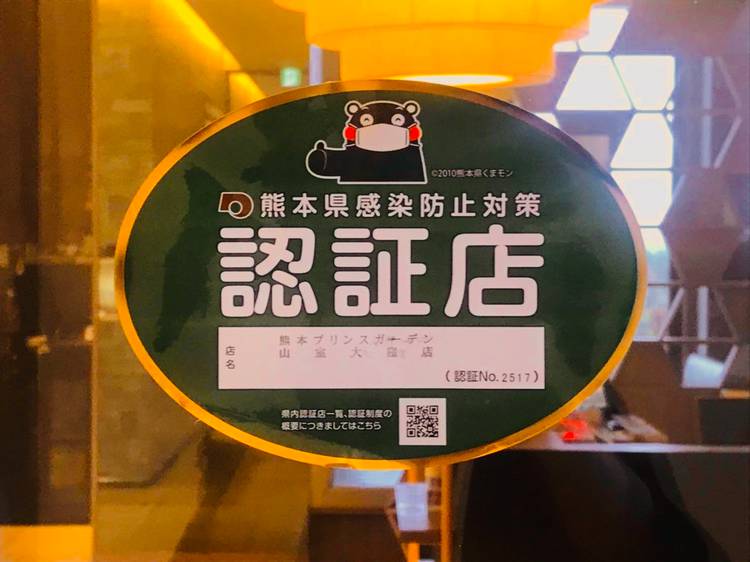 ©2010熊本県くまモン
熊本県感染防止対策
認証店
店名
熊本プリンスガーデン
山室大窪店
(認証No.2517)
県内認証店一覧、認証制度の
概要につきましてはこちら